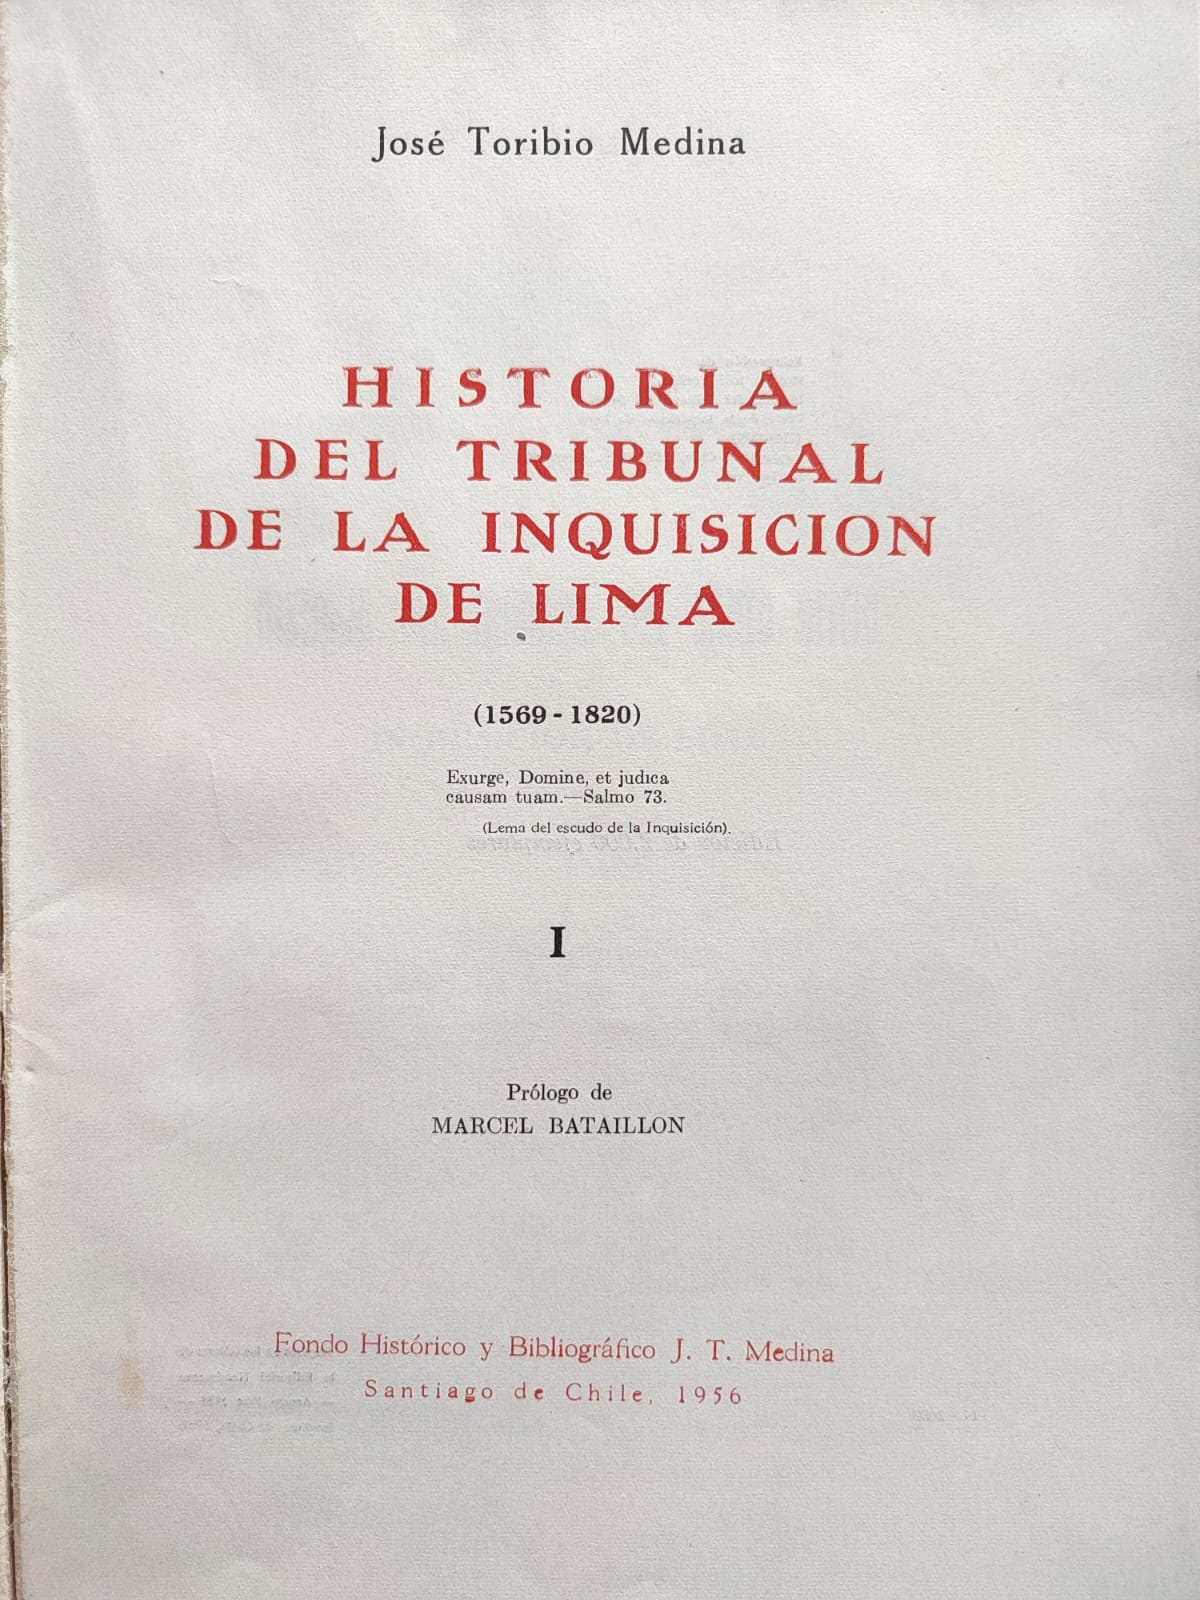 José Toribio Medina
HISTORIA
DEL TRIBUNAL
DE LA INQUISICION
DE LIMA
(1569-1820)
Exurge, Domine, et judica
causam tuam.—Salmo 73.
(Lema del escudo de la Inquisición).
I
Prólogo de
MARCEL BATAILLON
Fondo Histórico y Bibliográfico J. T. Medina
Santiago de Chile, 1956